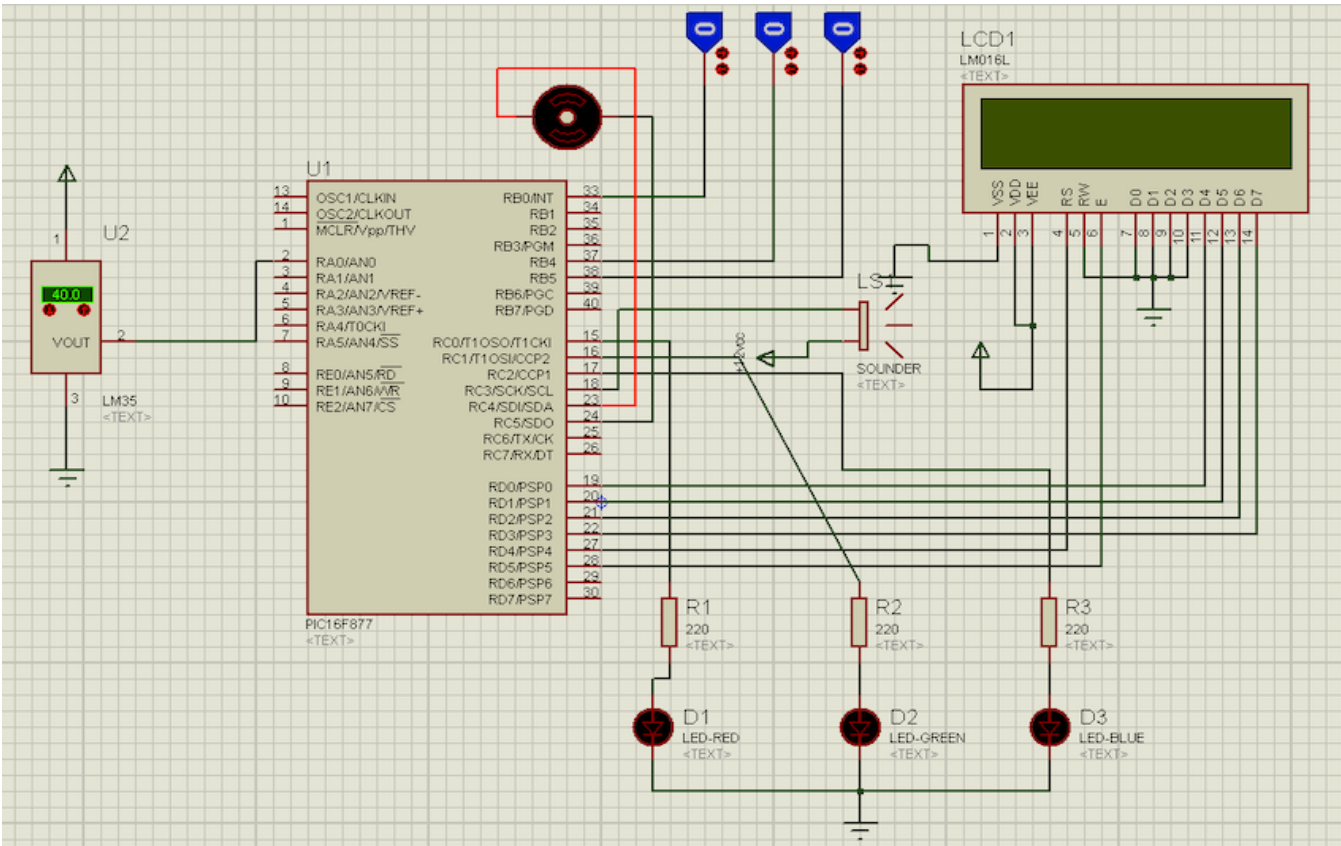 0
0
0
LCD1
LM016L
<TEXT>
VSS
VDD
VEE
RS
RW
E
D0
D1
D2
D3
D4
D5
D6
D7
1
2
3
4
5
6
7
8
9
10
11
12
13
14
U1
13 OSC1/CLKIN
14 OSC2/CLKOUT
1 MCLR/Vpp/THV
2 RA0/AN0
3 RA1/AN1
4 RA2/AN2/VREF-
5 RA3/AN3/VREF+
6 RA4/T0CKI
7 RA5/AN4/SS
8 RE0/AN5/RD
9 RE1/AN6/WR
10 RE2/AN7/CS
RB0/INT 33
RB1 34
RB2 35
RB3/PGM 36
RB4 37
RB5 38
RB6/PGC 39
RB7/PGD 40
RC0/T1OSO/T1CKI 15
RC1/T1OSI/CCP2 16
RC2/CCP1 17
RC3/SCK/SCL 18
RC4/SDI/SDA 23
RC5/SDO 24
RC6/TX/CK 25
RC7/RX/DT 26
RD0/PSP0 19
RD1/PSP1 20
RD2/PSP2 21
RD3/PSP3 22
RD4/PSP4 27
RD5/PSP5 28
RD6/PSP6 29
RD7/PSP7 30
PIC16F877
<TEXT>
1
U2
40.0
VOUT
2
3
LM35
<TEXT>
SOUNDER
<TEXT>
R1
220
<TEXT>
R2
220
<TEXT>
R3
220
<TEXT>
D1
LED-RED
<TEXT>
D2
LED-GREEN
<TEXT>
D3
LED-BLUE
<TEXT>